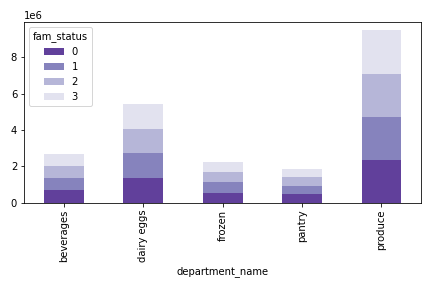 1e6
fam_status
0
1
2
3
8
6
4
2
0
beverages
dairy eggs
frozen
pantry
produce
department_name